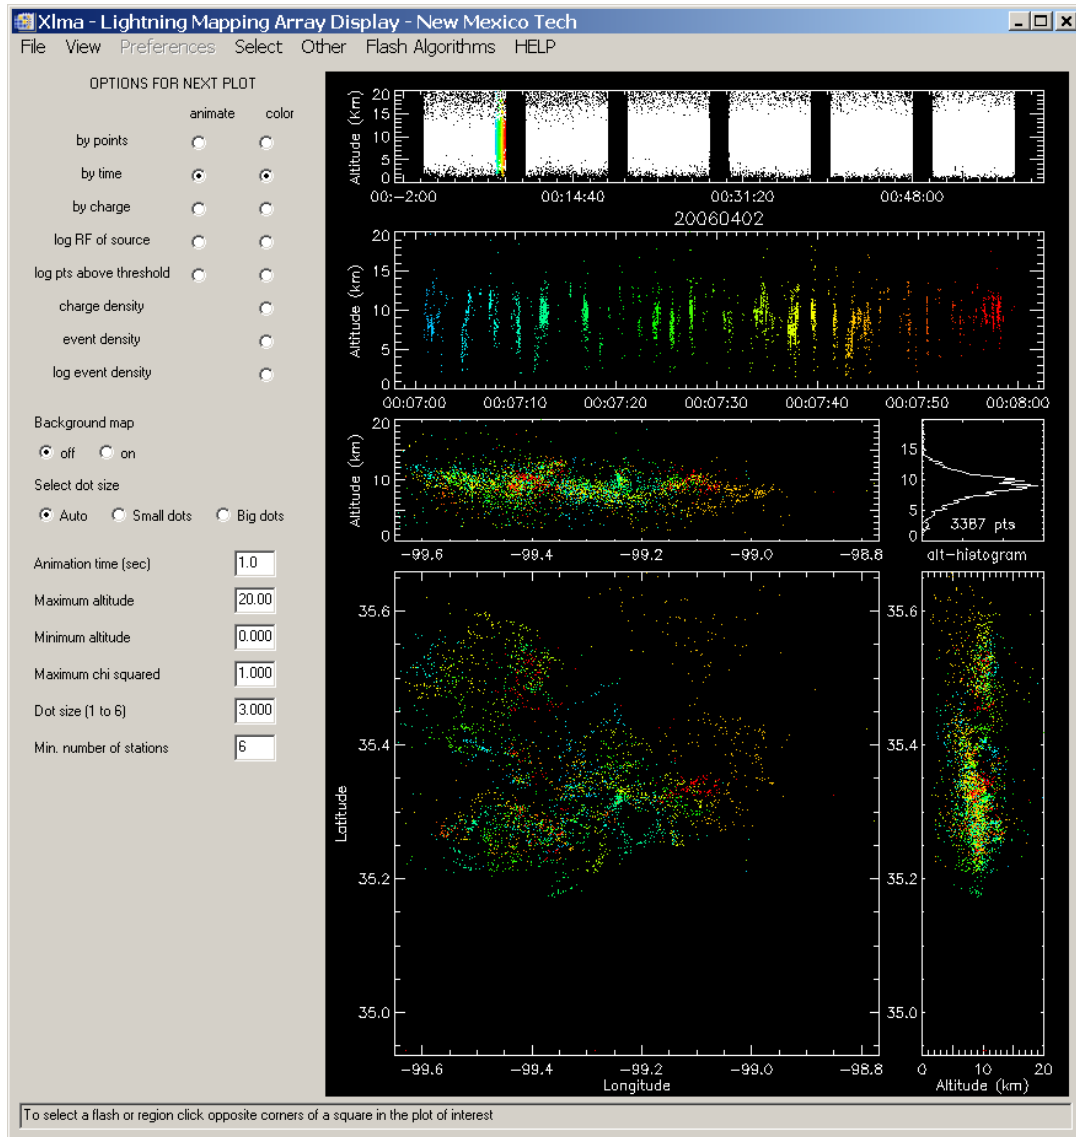 Xlma - Lightning Mapping Array Display - New Mexico Tech
File View Preferences Select Other Flash Algorithms HELP
OPTIONS FOR NEXT PLOT
animate color
by points
by time
by charge
log RF of source
log pts above threshold
charge density
event density
log event density
Background map
off on
Select dot size
Auto Small dots Big dots
Animation time (sec) 1.0
Maximum altitude 20.00
Minimum altitude 0.000
Maximum chi squared 1.000
Dot size (1 to 6) 3.000
Min. number of stations 6
Altitude (km)
20
15
10
5
0
00:-2:00 00:14:40 00:31:20 00:48:00
20060402
Altitude (km)
20
15
10
5
0
00:07:00 00:07:10 00:07:20 00:07:30 00:07:40 00:07:50 00:08:00
Altitude (km)
20
10
0
-99.6 -99.4 -99.2 -99.0 -98.8
15
10
5
0
3387 pts
alt-histogram
Latitude
35.6
35.4
35.2
35.0
-99.6 -99.4 -99.2 -99.0 -98.8
Longitude
35.6
35.4
35.2
35.0
0 10 20
Altitude (km)
To select a flash or region click opposite corners of a square in the plot of interest